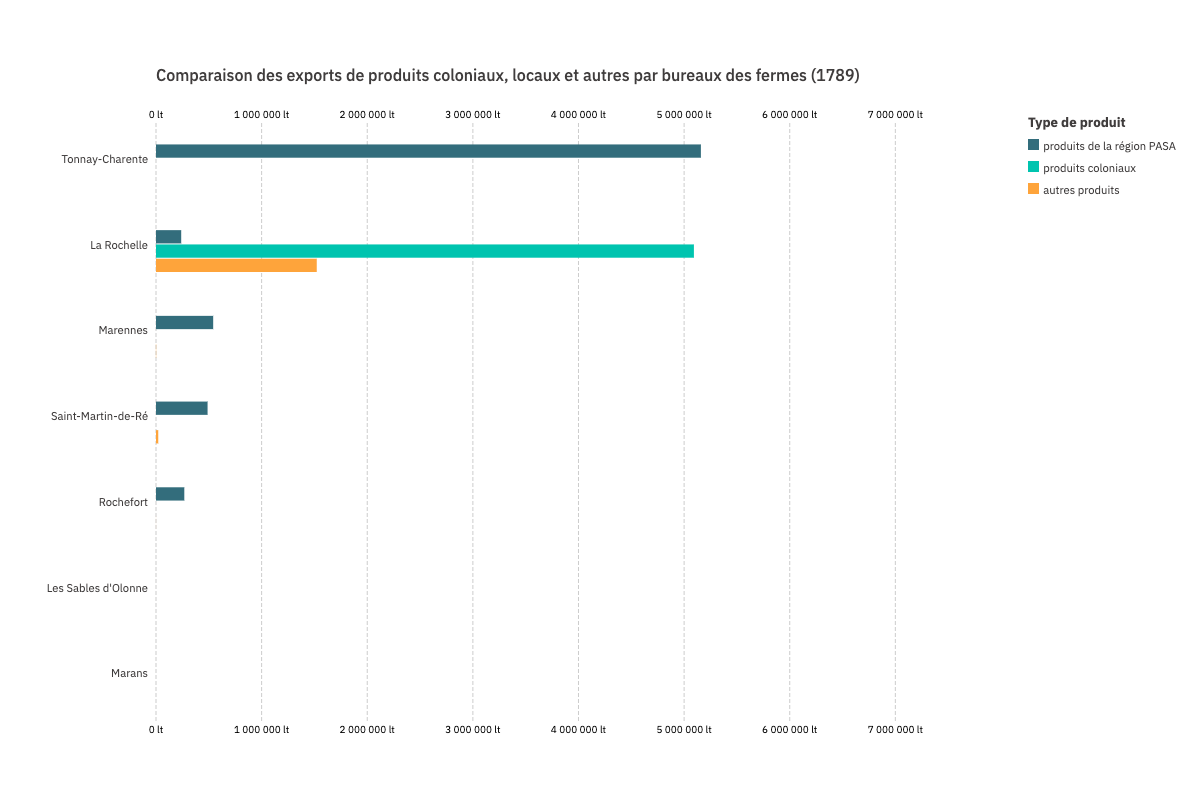 Comparaison des exports de produits coloniaux, locaux et autres par bureaux des fermes (1789)
0 lt 1 000 000 lt 2 000 000 lt 3 000 000 lt 4 000 000 lt 5 000 000 lt 6 000 000 lt 7 000 000 lt
Type de produit
produits de la région PASA
produits coloniaux
autres produits
Tonnay-Charente
La Rochelle
Marennes
Saint-Martin-de-Ré
Rochefort
Les Sables d'Olonne
Marans
0 lt 1 000 000 lt 2 000 000 lt 3 000 000 lt 4 000 000 lt 5 000 000 lt 6 000 000 lt 7 000 000 lt